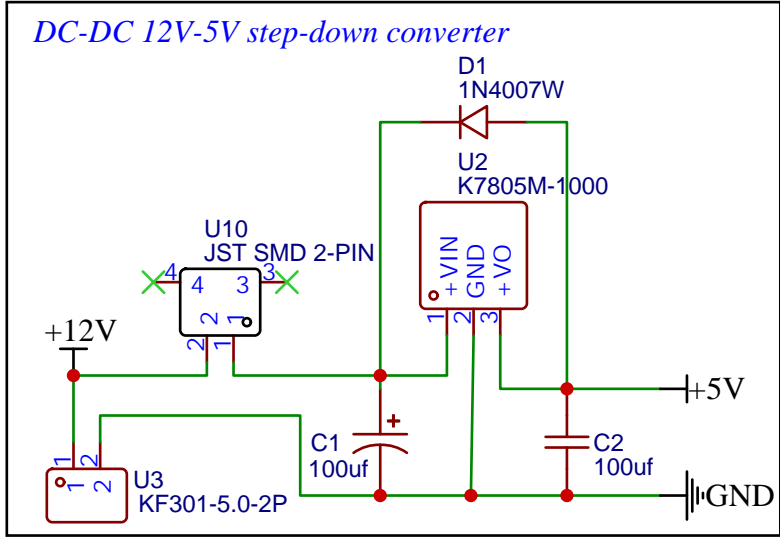 DC-DC 12V-5V step-down converter
D1
1N4007W
U2
K7805M-1000
+VIN
GND
+VO
1
2
3
U10
JST SMD 2-PIN
4
4
3
3
2
1
2
1
+12V
+5V
+
C1
100uf
C2
100uf
1
2
1
2
U3
KF301-5.0-2P
GND